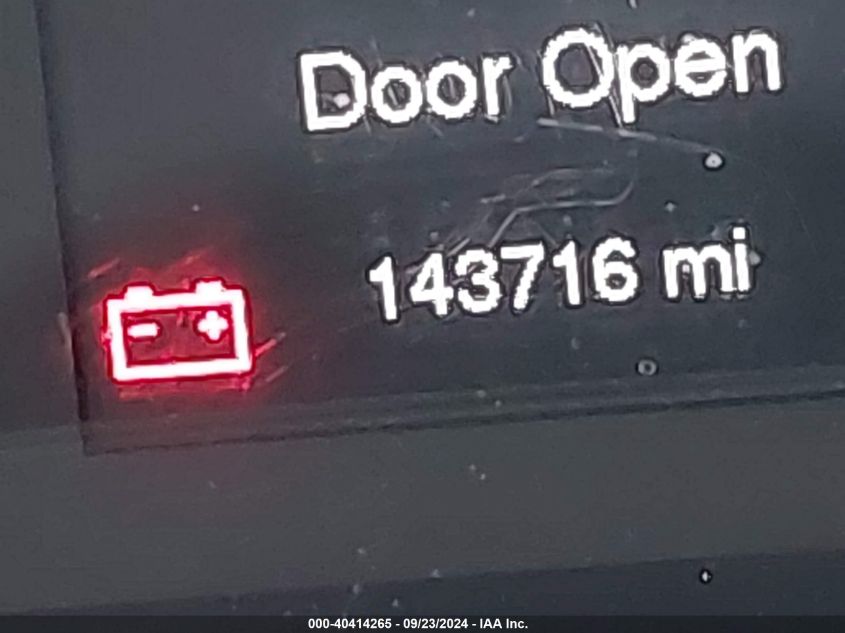 Door Open
143716 mi
000-40414265 - 09/23/2024 - IAA Inc.